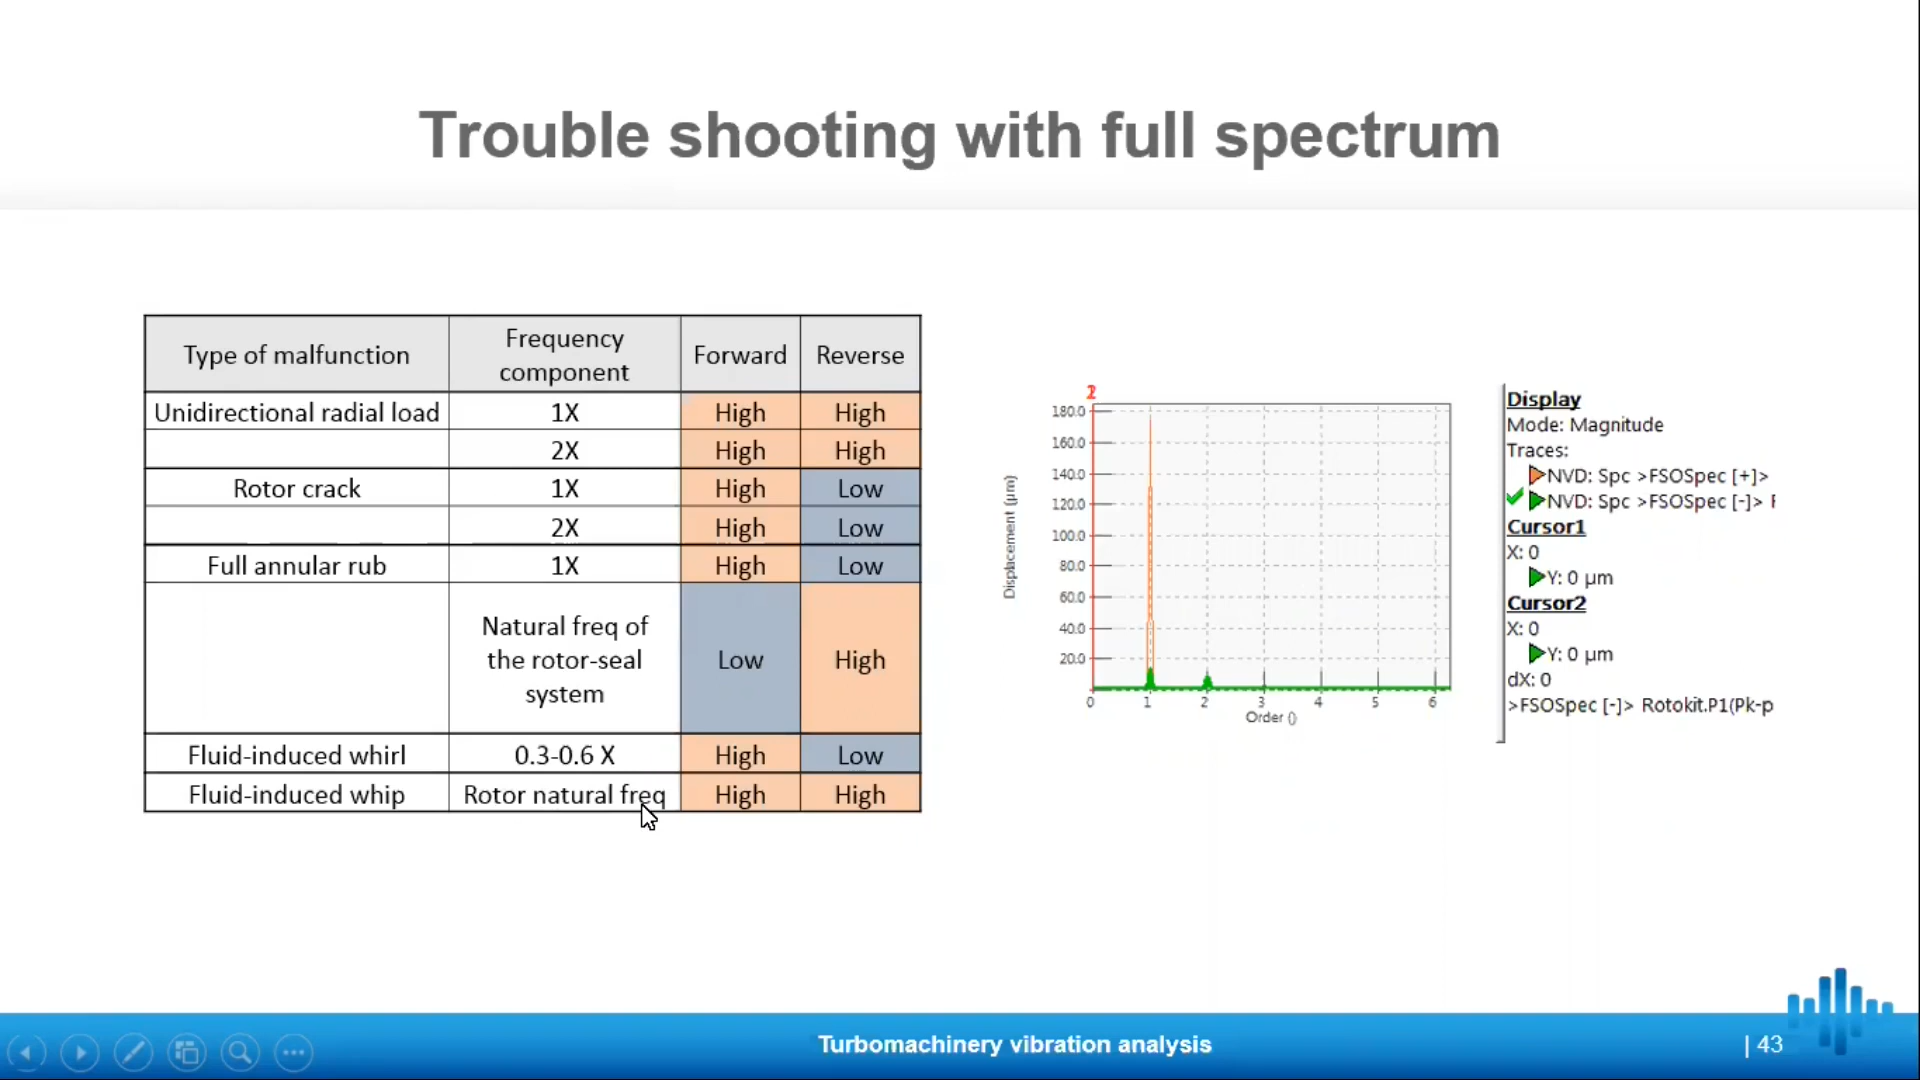 Trouble shooting with full spectrum
Type of malfunction
Frequency
component
Forward
Reverse
Unidirectional radial load
1X
High
High
2X
High
High
Rotor crack
1X
High
Low
2X
High
Low
Full annular rub
1X
High
Low
Natural freq of
the rotor-seal
system
Low
High
Fluid-induced whirl
0.3-0.6 X
High
Low
Fluid-induced whip
Rotor natural freq
High
High
180.0
160.0
140.0
120.0
100.0
80.0
60.0
40.0
20.0
Displacement (µm)
0
1
2
3
4
5
6
Order ()
Display
Mode: Magnitude
Traces:
NVD: Spc >FSOSpec [+]>
NVD: Spc >FSOSpec [-]>
Cursor1
X: 0
Y: 0 µm
Cursor2
X: 0
Y: 0 µm
dX: 0
>FSOSpec [-]> Rotokit.P1(Pk-p
Turbomachinery vibration analysis
| 43